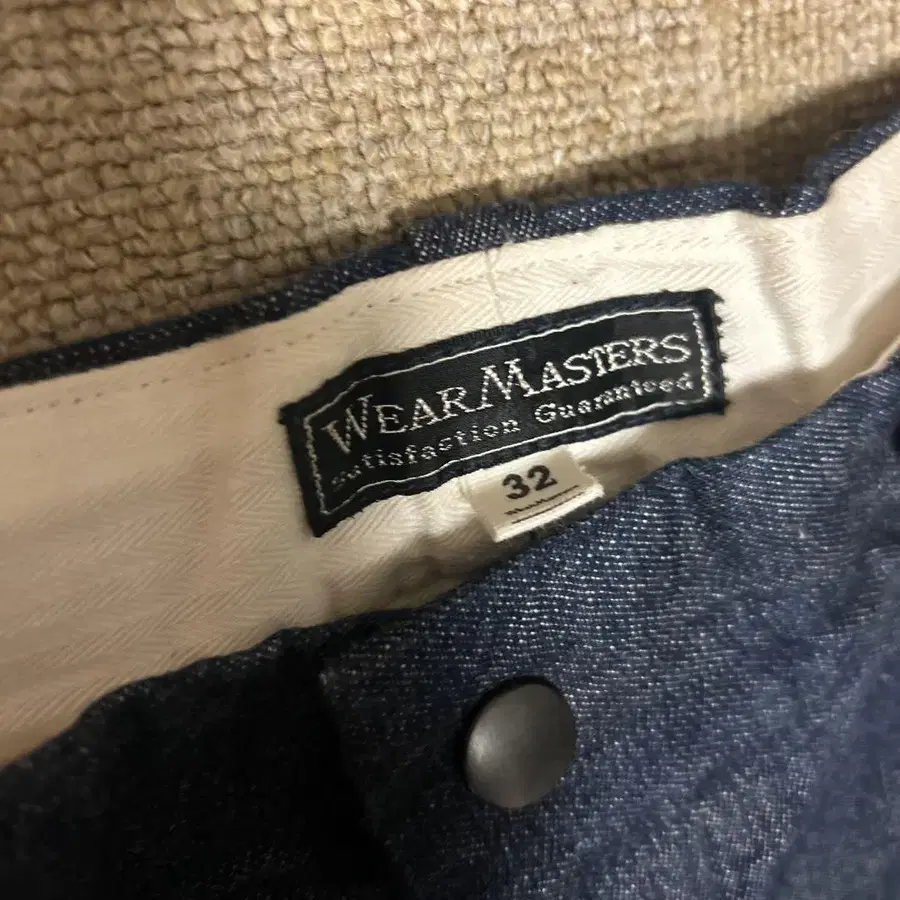 WEARMASTERS
Satisfaction Guaranteed
32